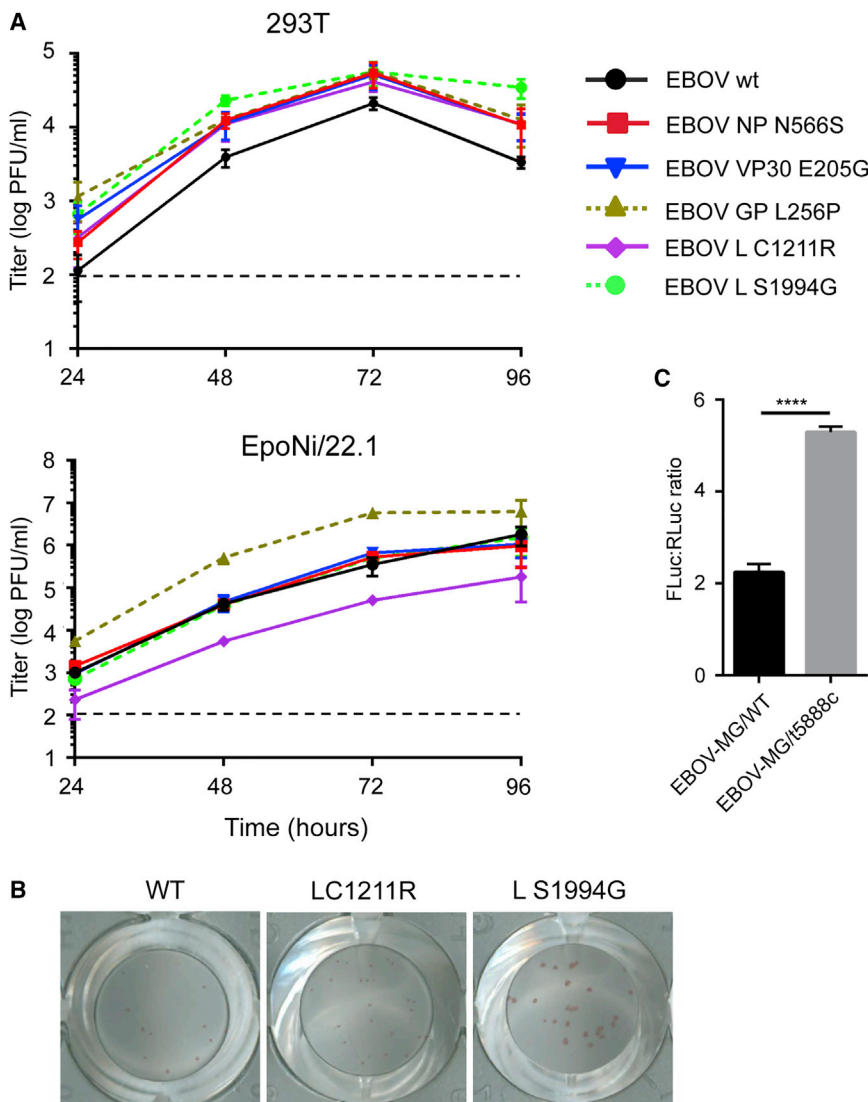 A
293T
Titer (log PFU/ml)
5
4
3
2
1
24
48
72
96
EBOV wt
EBOV NP N566S
EBOV VP30 E205G
EBOV GP L256P
EBOV L C1211R
EBOV L S1994G
EpoNi/22.1
Titer (log PFU/ml)
8
7
6
5
4
3
2
1
24
48
72
96
Time (hours)
C
FLuc:RLuc ratio
6
4
2
0
****
EBOV-MG/WT
EBOV-MG/t5888c
B
WT
LC1211R
L S1994G